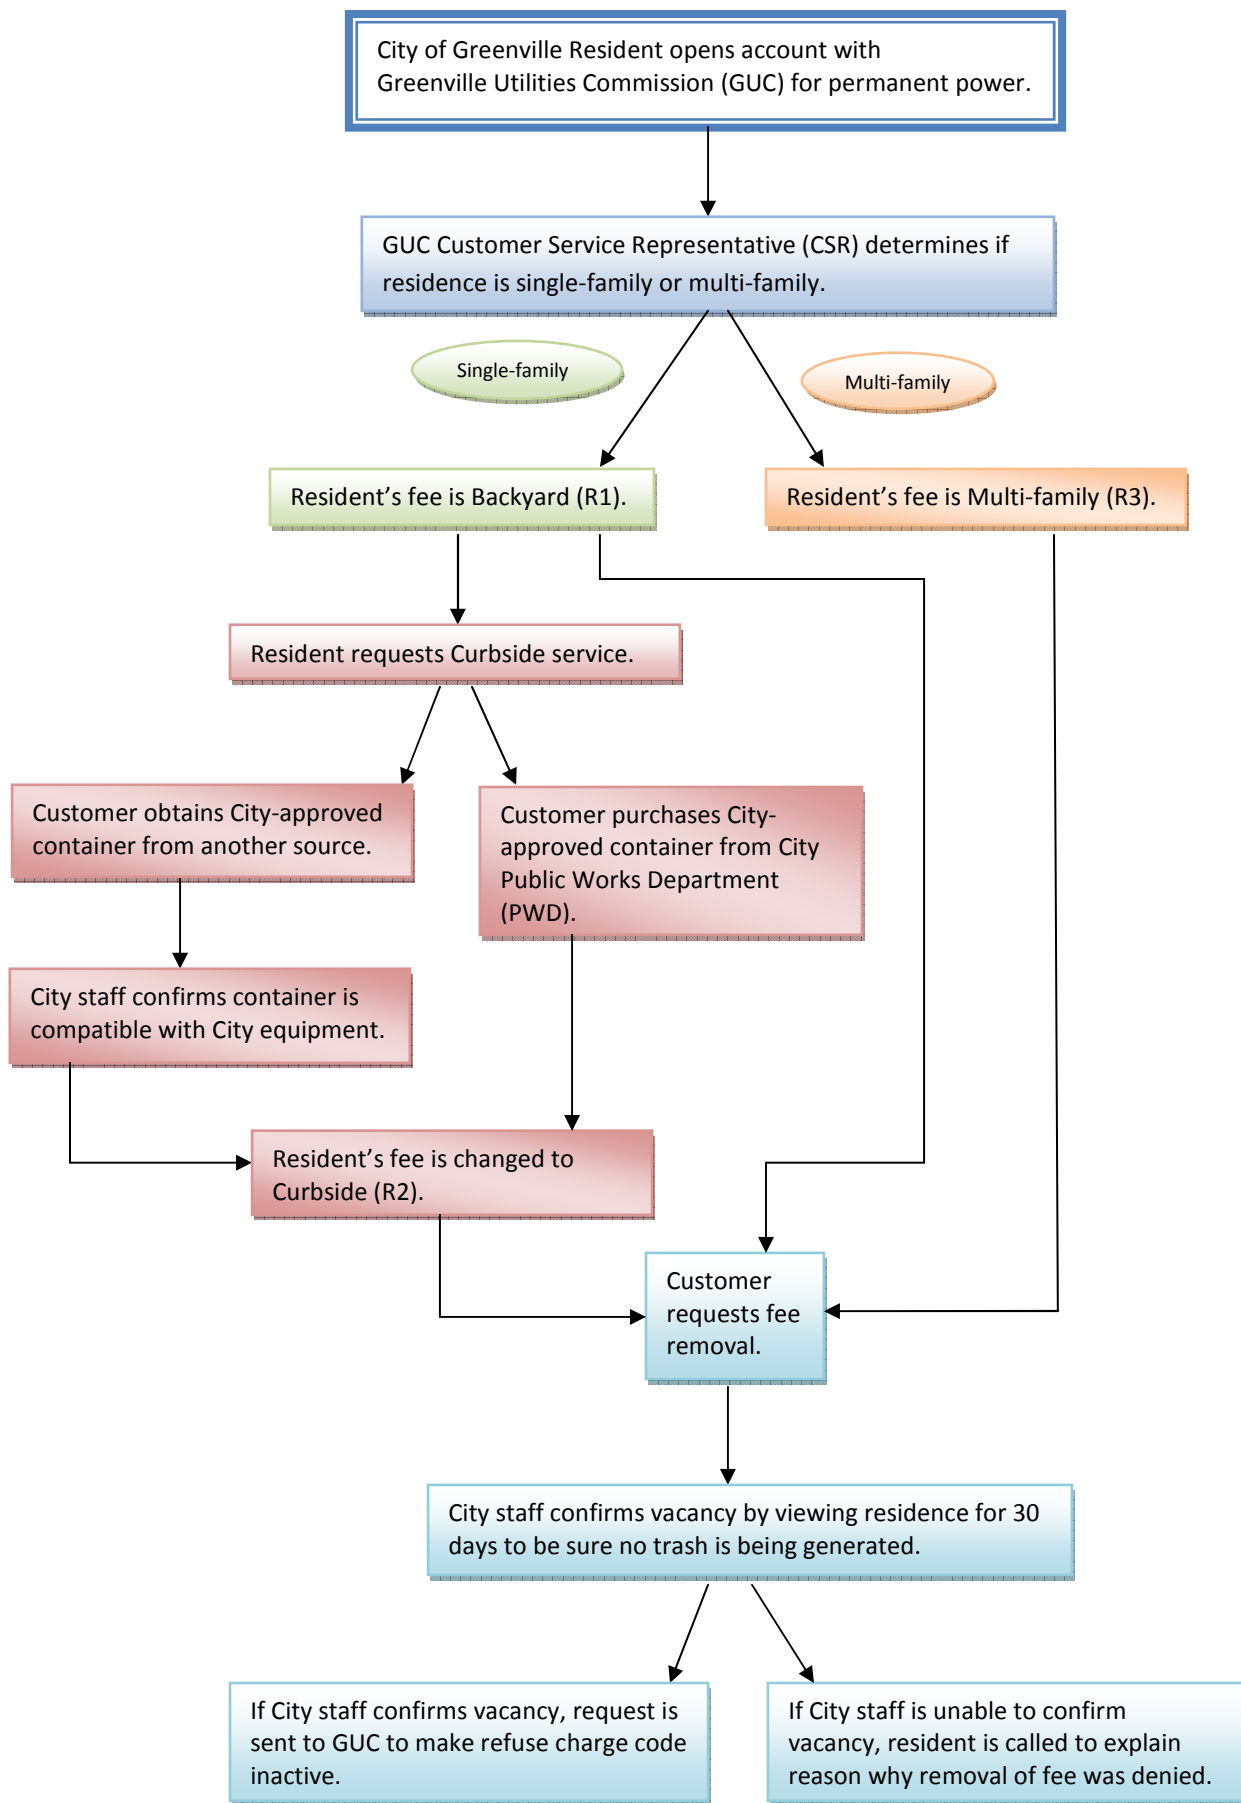 City of Greenville Resident opens account with
Greenville Utilities Commission (GUC) for permanent power.
GUC Customer Service Representative (CSR) determines if
residence is single-family or multi-family.
Single-family
Multi-family
Resident’s fee is Backyard (R1).
Resident’s fee is Multi-family (R3).
Resident requests Curbside service.
Customer obtains City-approved
container from another source.
Customer purchases City-
approved container from City
Public Works Department
(PWD).
City staff confirms container is
compatible with City equipment.
Resident’s fee is changed to
Curbside (R2).
Customer
requests fee
removal.
City staff confirms vacancy by viewing residence for 30
days to be sure no trash is being generated.
If City staff confirms vacancy, request is
sent to GUC to make refuse charge code
inactive.
If City staff is unable to confirm
vacancy, resident is called to explain
reason why removal of fee was denied.